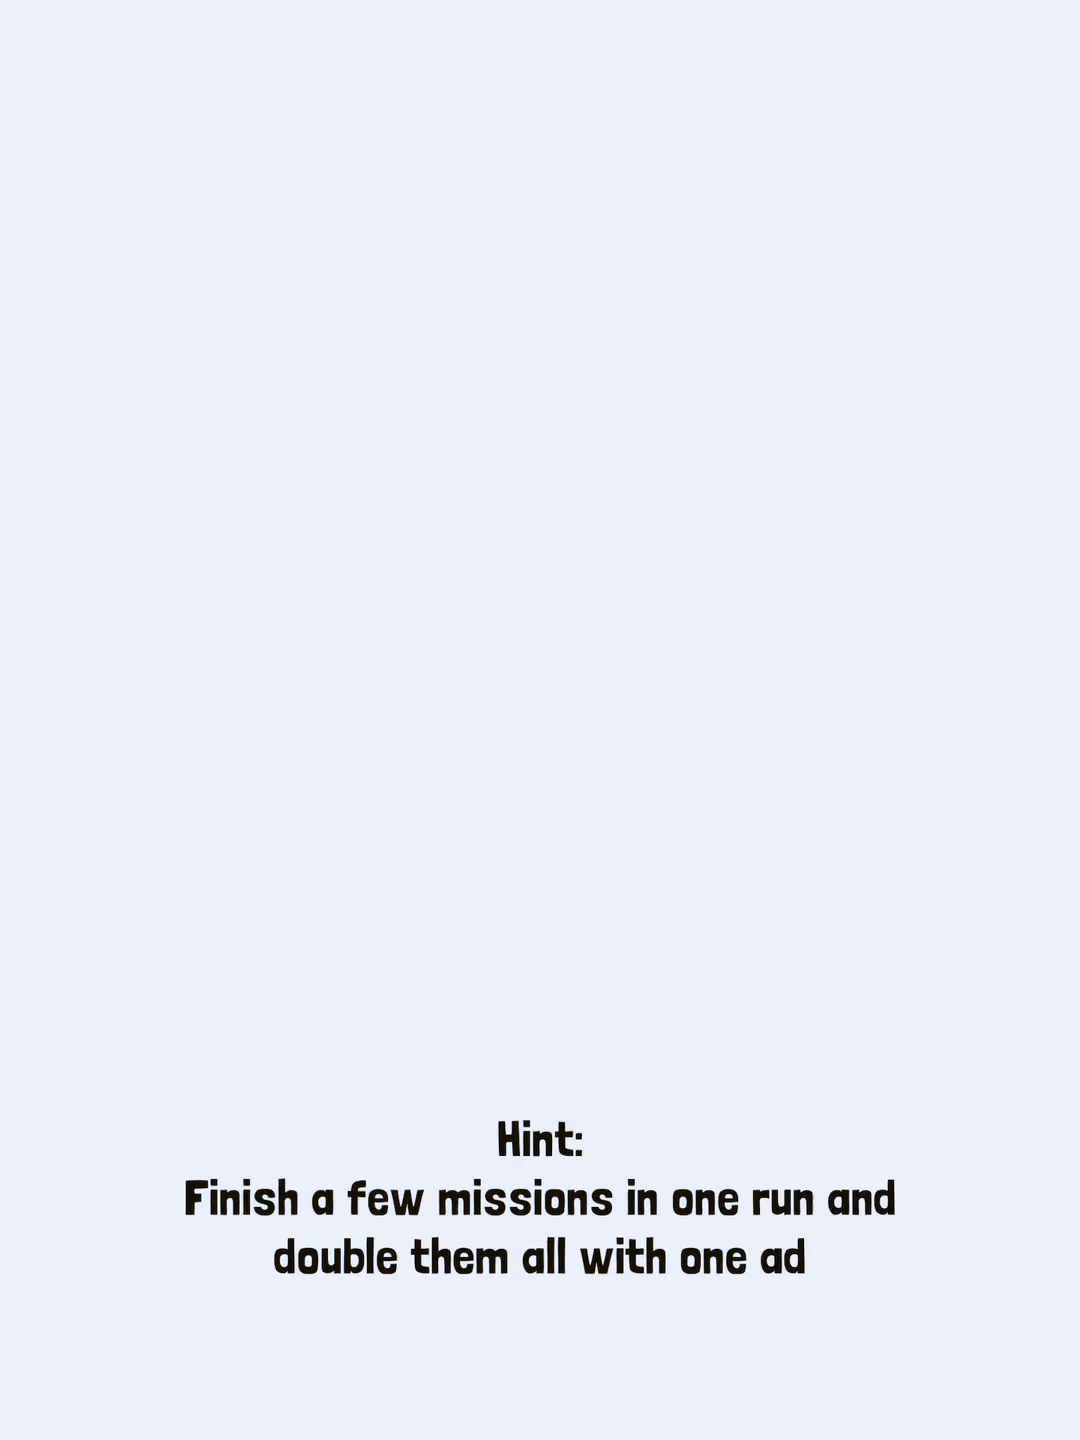 Hint:
Finish a few missions in one run and
double them all with one ad